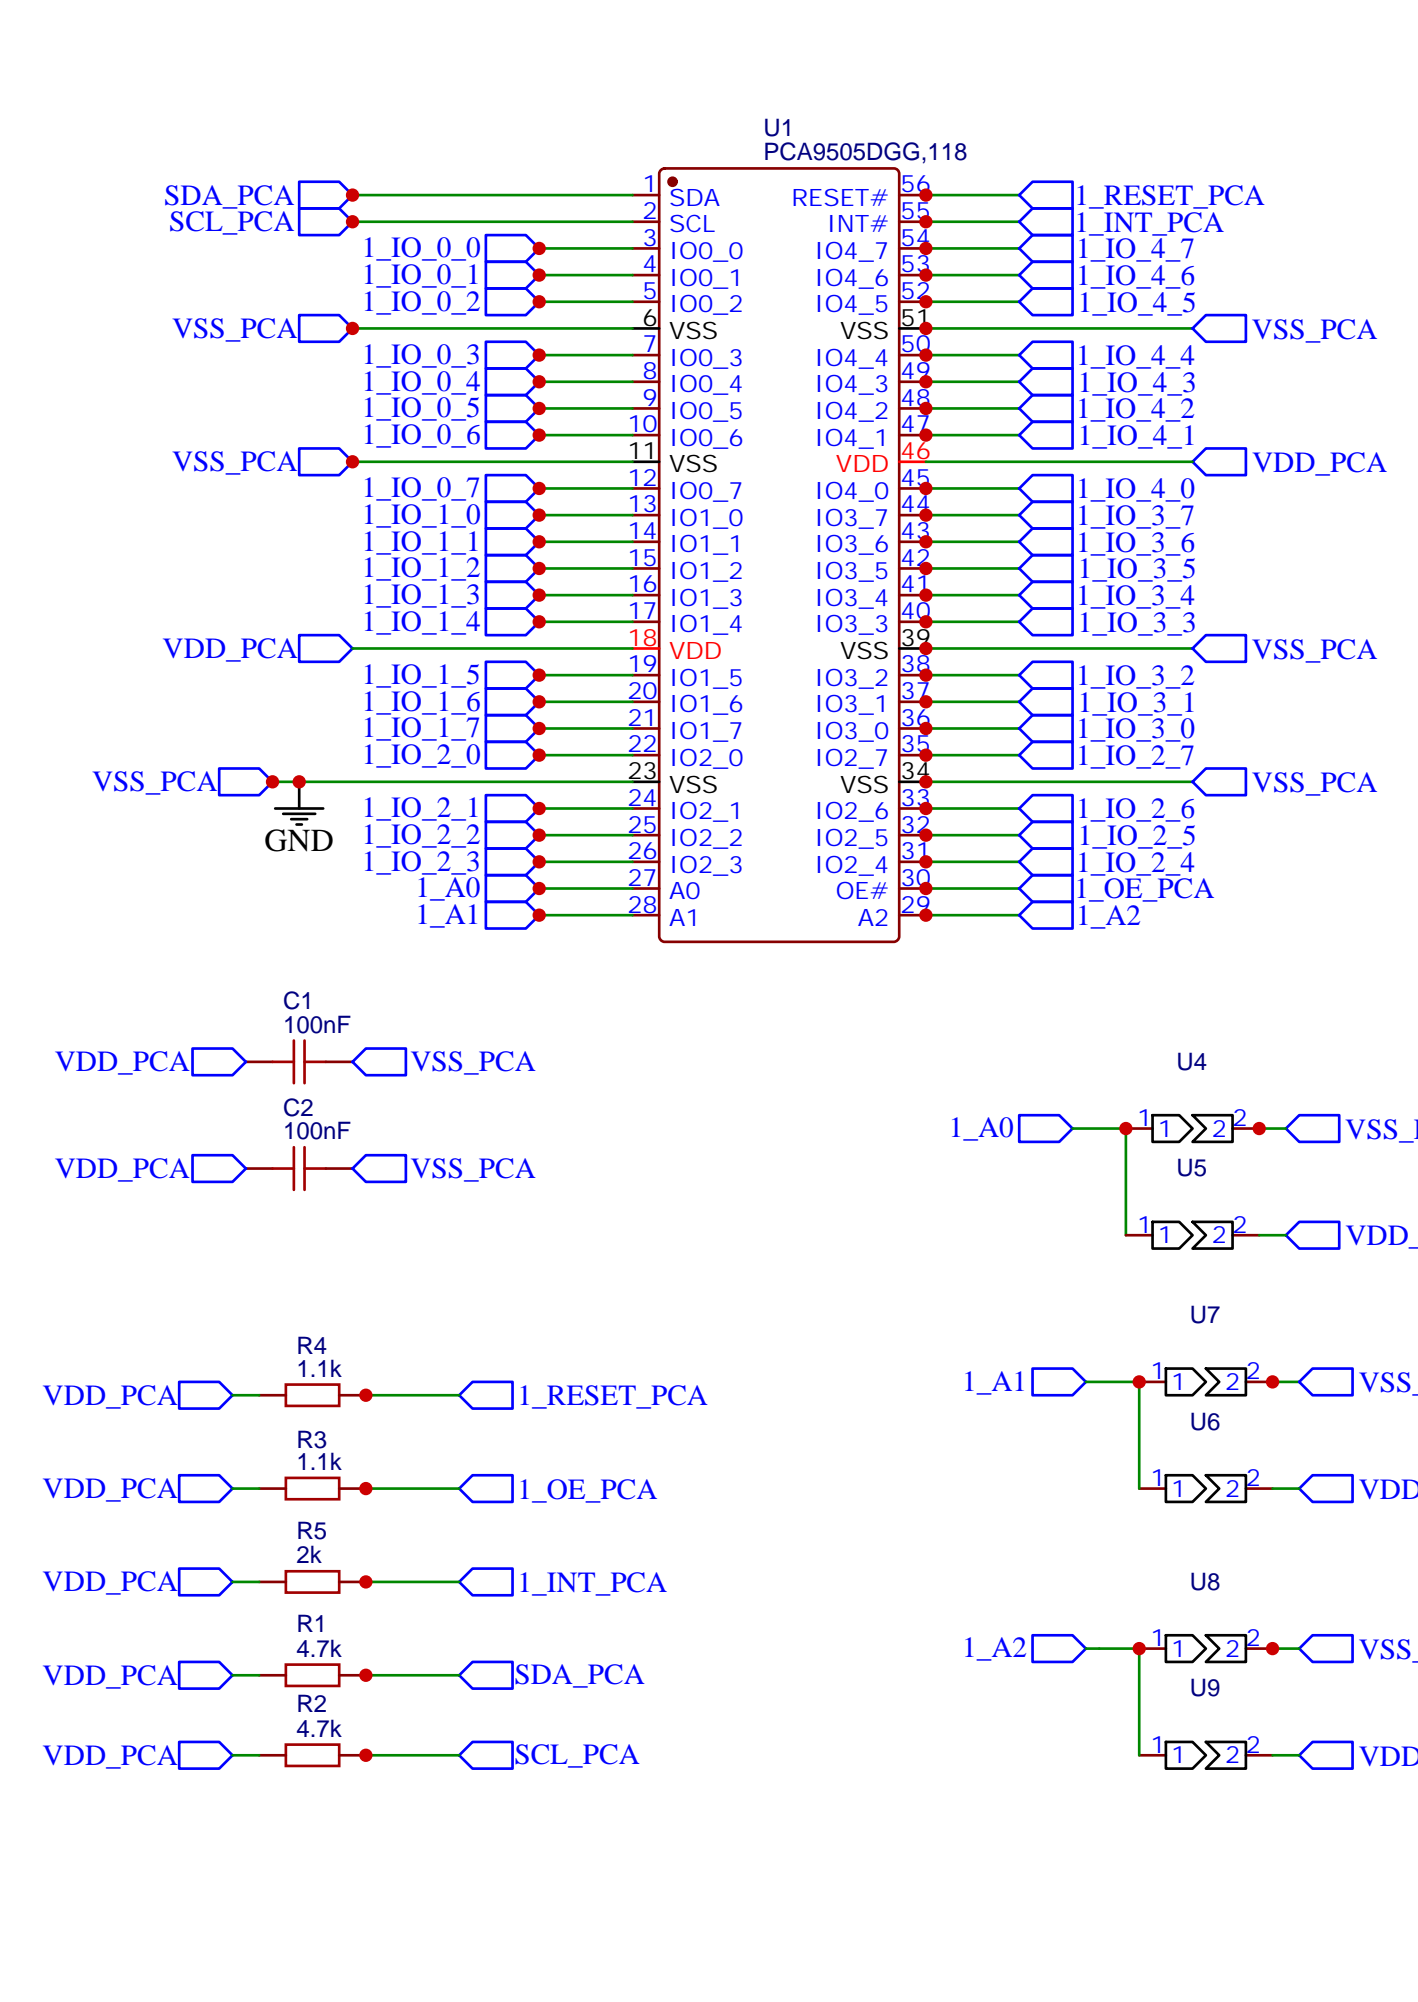 U1
PCA9505DGG,118
SDA_PCA 1 SDA RESET# 56 1_RESET_PCA
SCL_PCA 2 SCL INT# 55 1_INT_PCA
1_IO_0_0 3 IO0_0 IO4_7 54 1_IO_4_7
1_IO_0_1 4 IO0_1 IO4_6 53 1_IO_4_6
1_IO_0_2 5 IO0_2 IO4_5 52 1_IO_4_5
VSS_PCA 6 VSS VSS 51 VSS_PCA
1_IO_0_3 7 IO0_3 IO4_4 50 1_IO_4_4
1_IO_0_4 8 IO0_4 IO4_3 49 1_IO_4_3
1_IO_0_5 9 IO0_5 IO4_2 48 1_IO_4_2
1_IO_0_6 10 IO0_6 IO4_1 47 1_IO_4_1
VSS_PCA 11 VSS VDD 46 VDD_PCA
1_IO_0_7 12 IO0_7 IO4_0 45 1_IO_4_0
1_IO_1_0 13 IO1_0 IO3_7 44 1_IO_3_7
1_IO_1_1 14 IO1_1 IO3_6 43 1_IO_3_6
1_IO_1_2 15 IO1_2 IO3_5 42 1_IO_3_5
1_IO_1_3 16 IO1_3 IO3_4 41 1_IO_3_4
1_IO_1_4 17 IO1_4 IO3_3 40 1_IO_3_3
VDD_PCA 18 VDD VSS 39 VSS_PCA
1_IO_1_5 19 IO1_5 IO3_2 38 1_IO_3_2
1_IO_1_6 20 IO1_6 IO3_1 37 1_IO_3_1
1_IO_1_7 21 IO1_7 IO3_0 36 1_IO_3_0
1_IO_2_0 22 IO2_0 IO2_7 35 1_IO_2_7
VSS_PCA 23 VSS VSS 34 VSS_PCA
1_IO_2_1 24 IO2_1 IO2_6 33 1_IO_2_6
GND
1_IO_2_2 25 IO2_2 IO2_5 32 1_IO_2_5
1_IO_2_3 26 IO2_3 IO2_4 31 1_IO_2_4
1_A0 27 A0 OE# 30 1_OE_PCA
1_A1 28 A1 A2 29 1_A2
C1
100nF
VDD_PCA VSS_PCA
C2
100nF
VDD_PCA VSS_PCA
U4
1_A0 1 1 2 2 VSS_
U5
1 1 2 2 VDD_
U7
1_A1 1 1 2 2 VSS_
U6
1 1 2 2 VDD
U8
1_A2 1 1 2 2 VSS_
U9
1 1 2 2 VDD
R4
1.1k
VDD_PCA 1_RESET_PCA
R3
1.1k
VDD_PCA 1_OE_PCA
R5
2k
VDD_PCA 1_INT_PCA
R1
4.7k
VDD_PCA SDA_PCA
R2
4.7k
VDD_PCA SCL_PCA